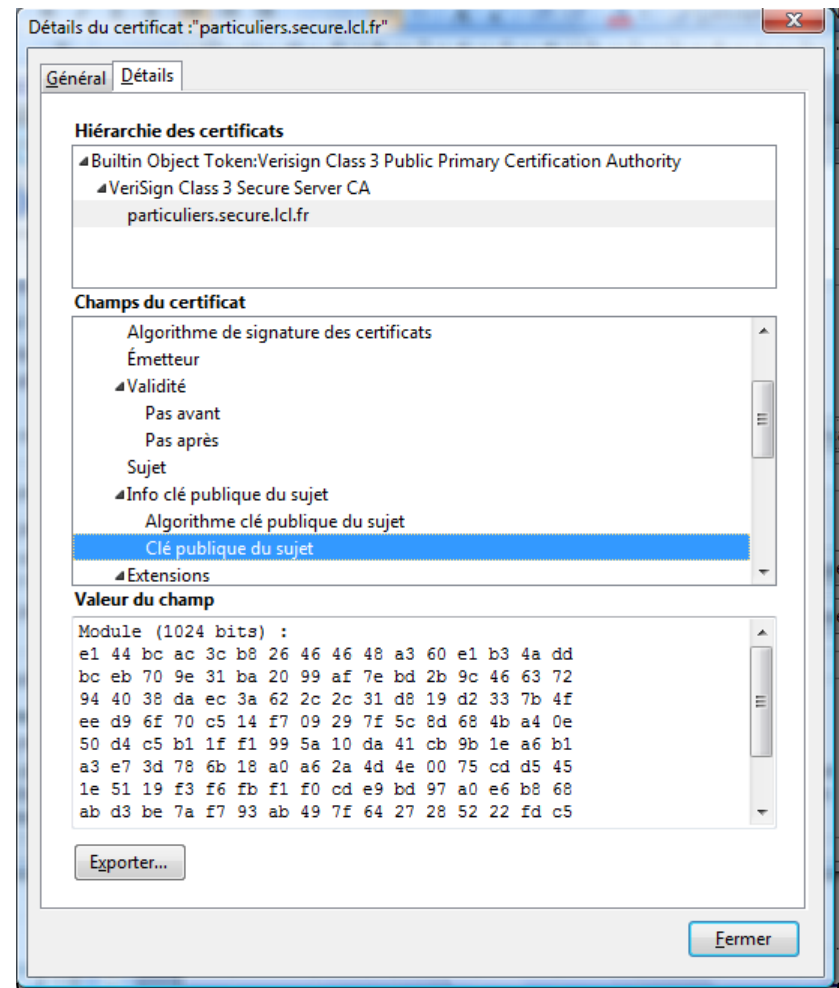 Détails du certificat :"particuliers.secure.lcl.fr"
Général Détails
Hiérarchie des certificats
Builtin Object Token:Verisign Class 3 Public Primary Certification Authority
VeriSign Class 3 Secure Server CA
particuliers.secure.lcl.fr
Champs du certificat
Algorithme de signature des certificats
Émetteur
Validité
Pas avant
Pas après
Sujet
Info clé publique du sujet
Algorithme clé publique du sujet
Clé publique du sujet
Extensions
Valeur du champ
Module (1024 bits) :
e1 44 bc ac 3c b8 26 46 46 48 a3 60 e1 b3 4a dd
bc eb 70 9e 31 ba 20 99 af 7e bd 2b 9c 46 63 72
94 40 38 da ec 3a 62 2c 2c 31 d8 19 d2 33 7b 4f
ee d9 6f 70 c5 14 f7 09 29 7f 5c 8d 68 4b a4 0e
50 d4 c5 b1 1f f1 99 5a 10 da 41 cb 9b 1e a6 b1
a3 e7 3d 78 6b 18 a0 a6 2a 4d 4e 00 75 cd d5 45
1e 51 19 f3 f6 fb f1 f0 cd e9 bd 97 a0 e6 b8 68
ab d3 be 7a f7 93 ab 49 7f 64 27 28 52 22 fd c5
Exporter...
Fermer